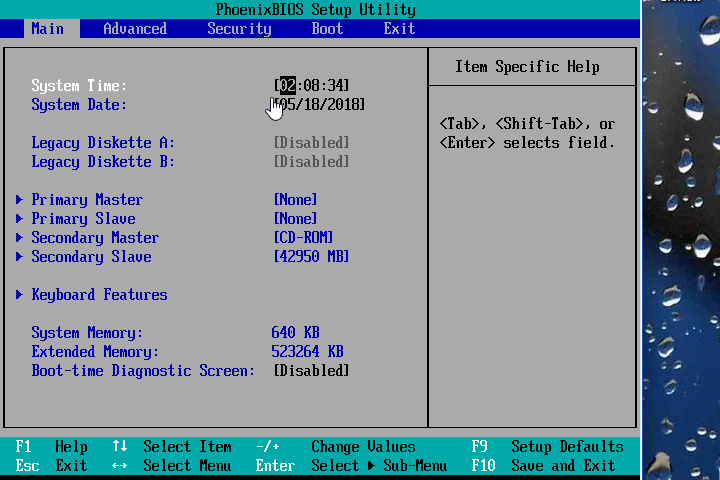 PhoenixBIOS Setup Utility
Main Advanced Security Boot Exit
Item Specific Help
System Time: [02:08:34]
System Date: [05/18/2018]
<Tab>, <Shift-Tab>, or
<Enter> selects field.
Legacy Diskette A: [Disabled]
Legacy Diskette B: [Disabled]
Primary Master [None]
Primary Slave [None]
Secondary Master [CD-ROM]
Secondary Slave [42950 MB]
Keyboard Features
System Memory: 640 KB
Extended Memory: 523264 KB
Boot-time Diagnostic Screen: [Disabled]
F1 Help ↑↓ Select Item -/+ Change Values F9 Setup Defaults
Esc Exit ↔ Select Menu Enter Select ▶ Sub-Menu F10 Save and Exit